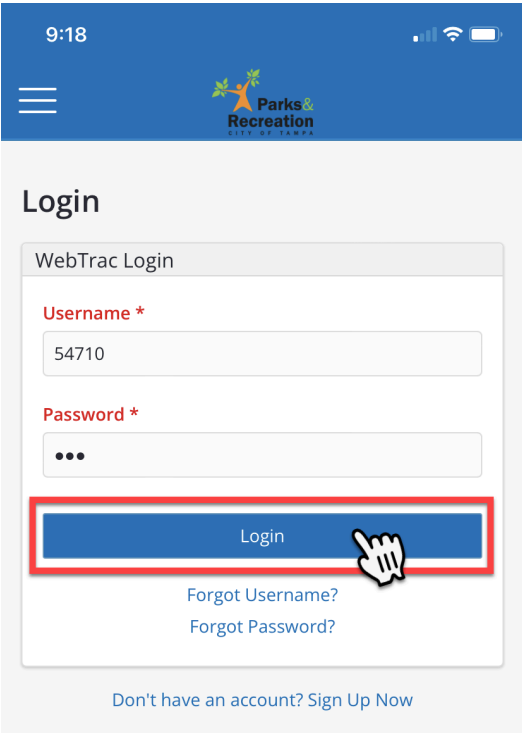 9:18
Parks&
Recreation
CITY OF TAMPA
Login
WebTrac Login
Username *
54710
Password *
•••
Login
Forgot Username?
Forgot Password?
Don't have an account? Sign Up Now